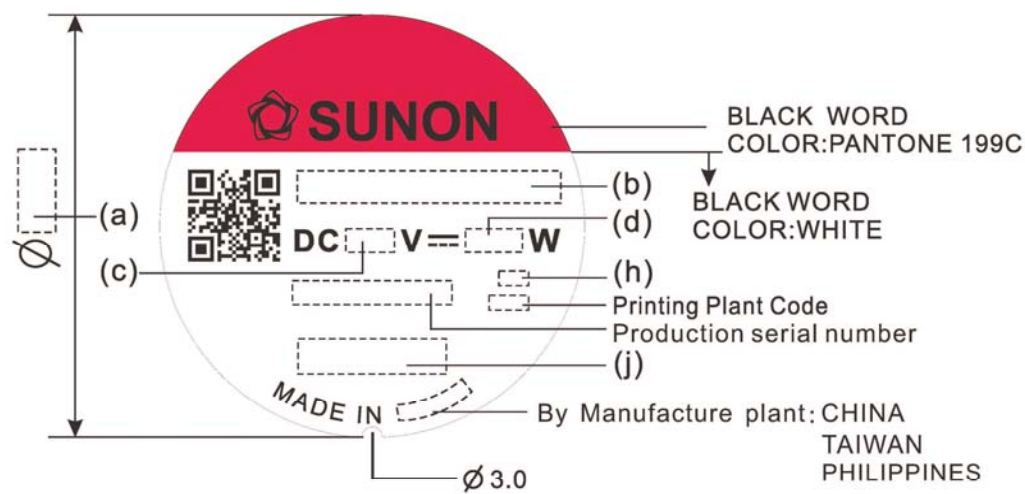 SUNON
BLACK WORD
COLOR:PANTONE 199C
(b)
BLACK WORD
COLOR:WHITE
(a)
Ø
(d)
DC V⎓ W
(c)
(h)
Printing Plant Code
Production serial number
(j)
MADE IN
By Manufacture plant: CHINA
TAIWAN
PHILIPPINES
Ø 3.0